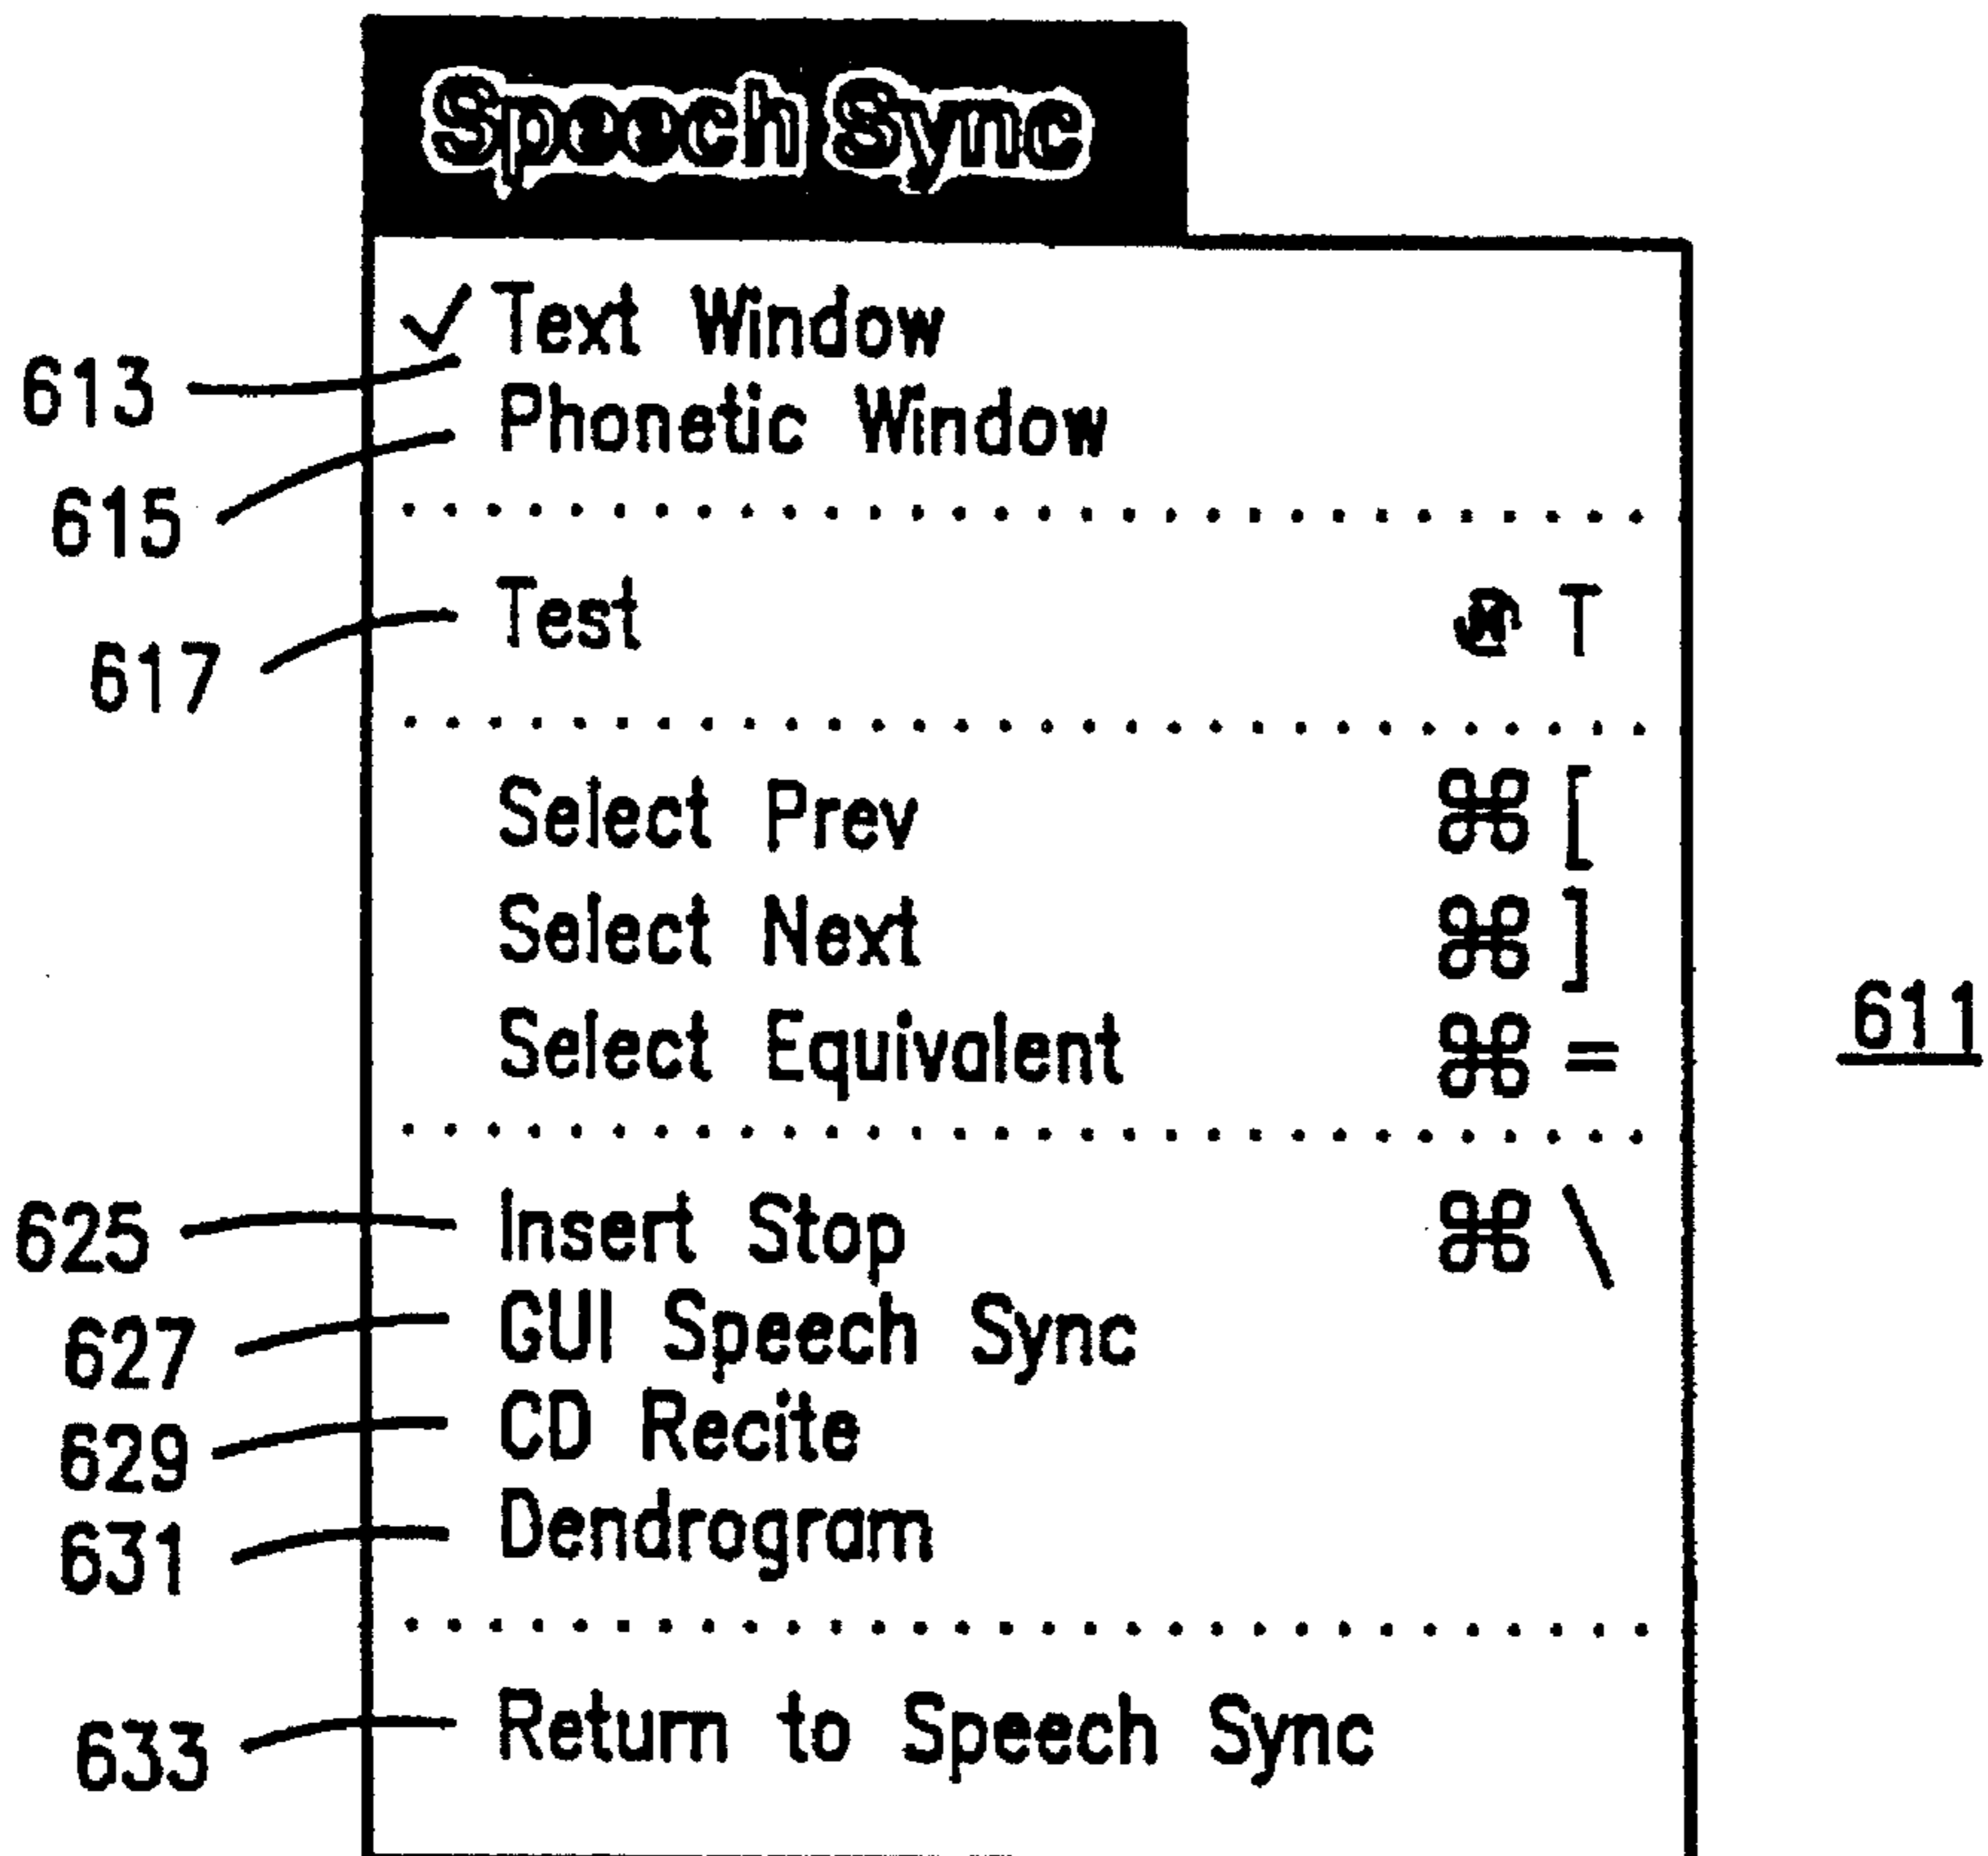 Speech Sync
✓ Text Window
613
Phonetic Window
615
Test T
617
Select Prev ⌘ [
Select Next ⌘ ]
611
Select Equivalent ⌘ =
625 Insert Stop ⌘ \
627 GUI Speech Sync
629 CD Recite
631 Dendrogram
633 Return to Speech Sync